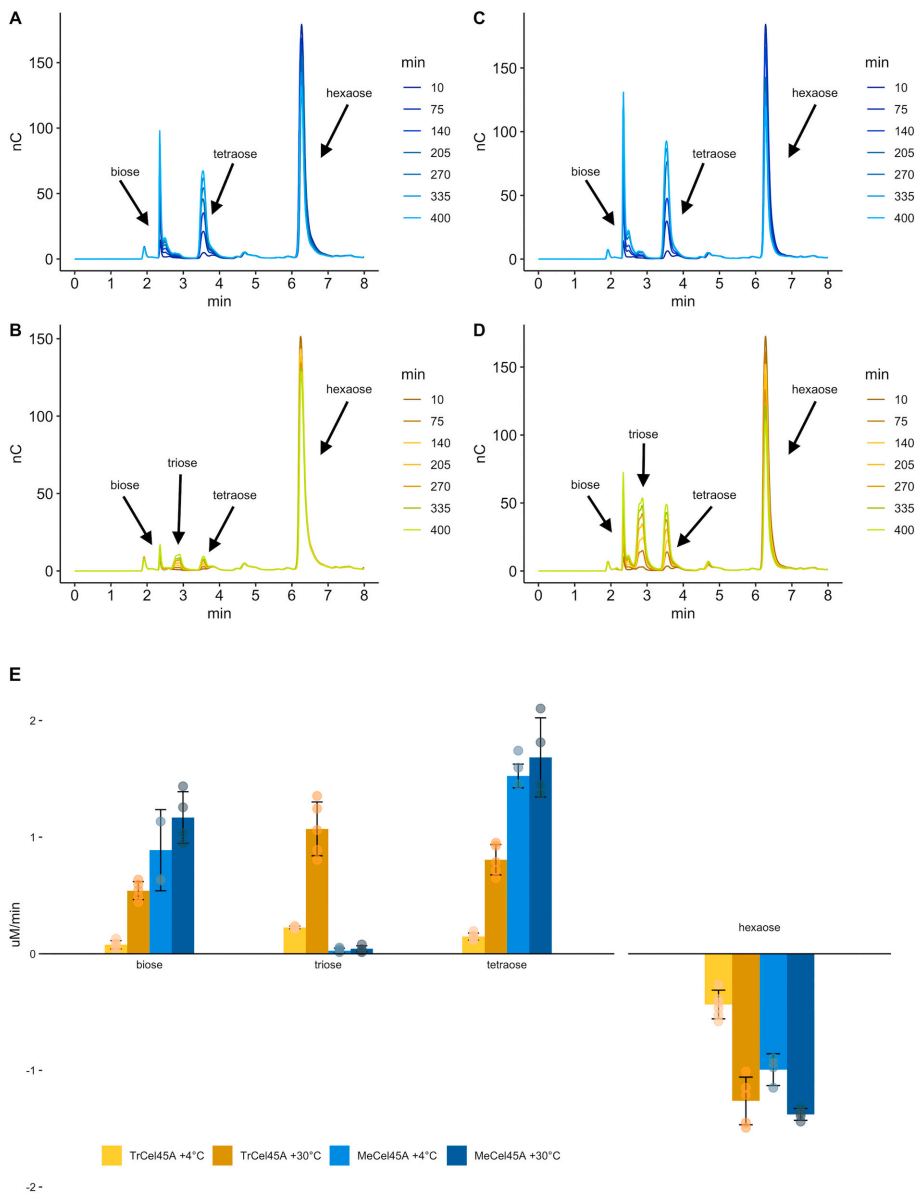 A
nC
150
100
50
0
biose
tetraose
hexaose
0 1 2 3 4 5 6 7 8
min
min
10
75
140
205
270
335
400
C
nC
150
100
50
0
biose
tetraose
hexaose
0 1 2 3 4 5 6 7 8
min
min
10
75
140
205
270
335
400
B
nC
150
100
50
0
biose
triose
tetraose
hexaose
0 1 2 3 4 5 6 7 8
min
min
10
75
140
205
270
335
400
D
nC
150
100
50
0
biose
triose
tetraose
hexaose
0 1 2 3 4 5 6 7 8
min
min
10
75
140
205
270
335
400
E
uM/min
2
1
0
-1
-2
biose
triose
tetraose
hexaose
TrCel45A +4°C
TrCel45A +30°C
MeCel45A +4°C
MeCel45A +30°C